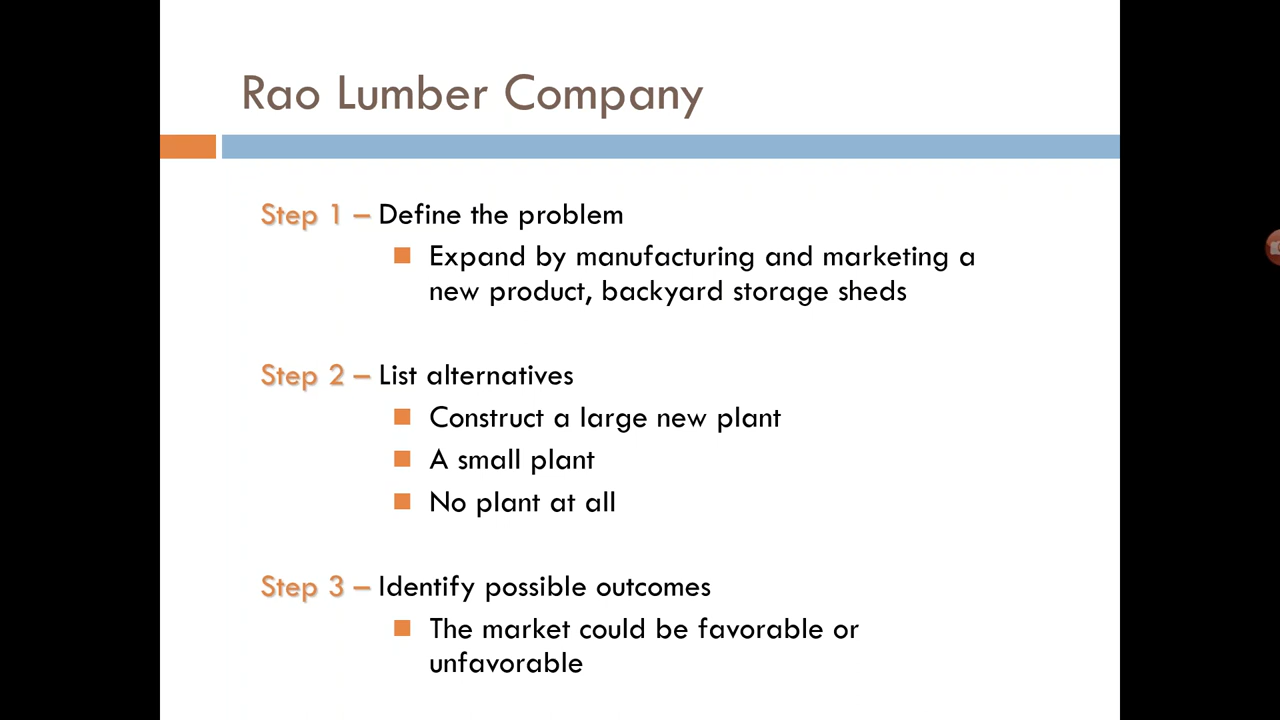 Rao Lumber Company
Step 1 – Define the problem
Expand by manufacturing and marketing a
new product, backyard storage sheds
Step 2 – List alternatives
Construct a large new plant
A small plant
No plant at all
Step 3 – Identify possible outcomes
The market could be favorable or
unfavorable